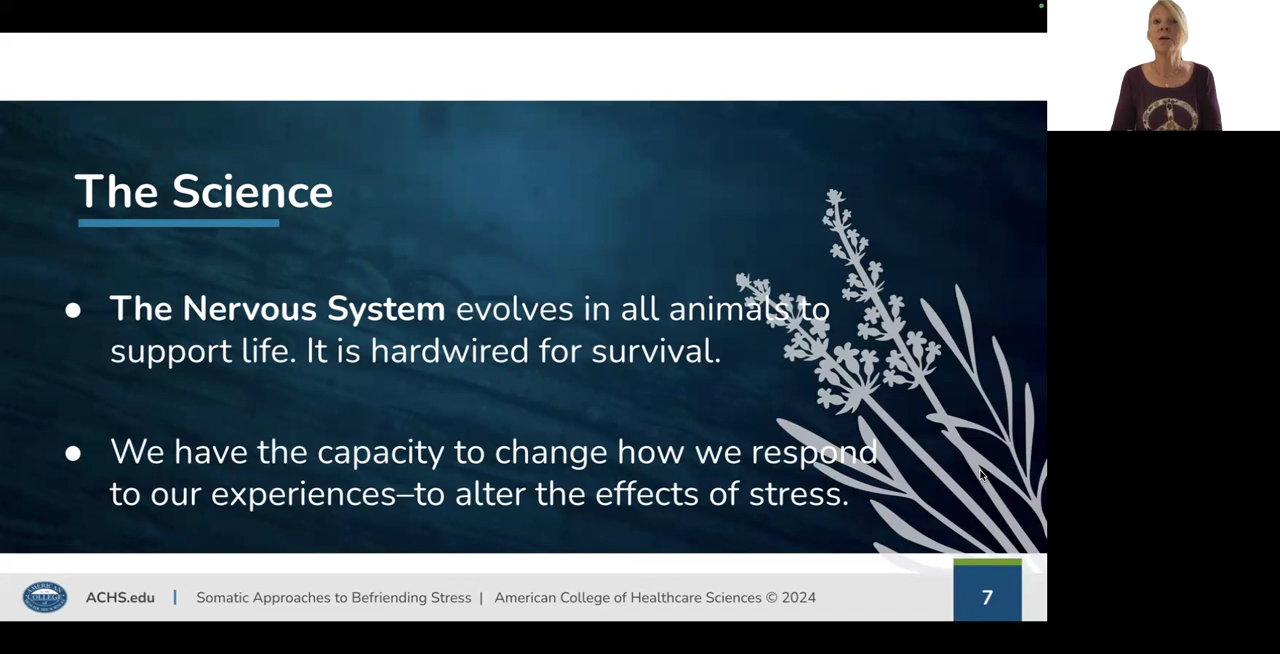 The Science
● The Nervous System evolves in all animals to
support life. It is hardwired for survival.
● We have the capacity to change how we respond
to our experiences–to alter the effects of stress.
ACHS.edu | Somatic Approaches to Befriending Stress | American College of Healthcare Sciences © 2024
7